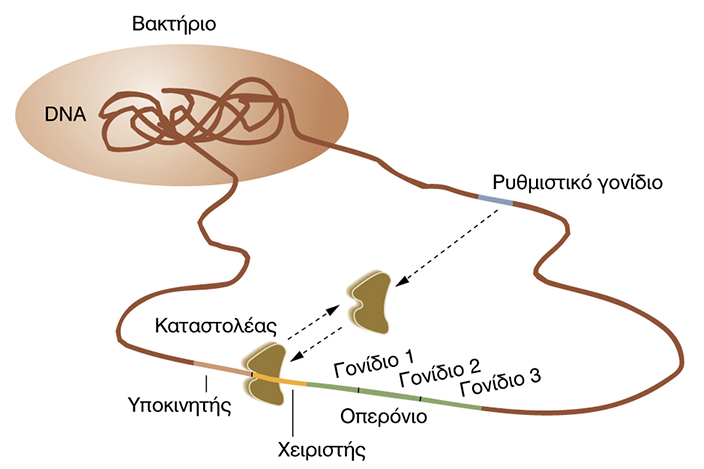 Βακτήριο
DNA
Ρυθμιστικό γονίδιο
Καταστολέας
Γονίδιο 1
Γονίδιο 2
Γονίδιο 3
Υποκινητής
Οπερόνιο
Χειριστής